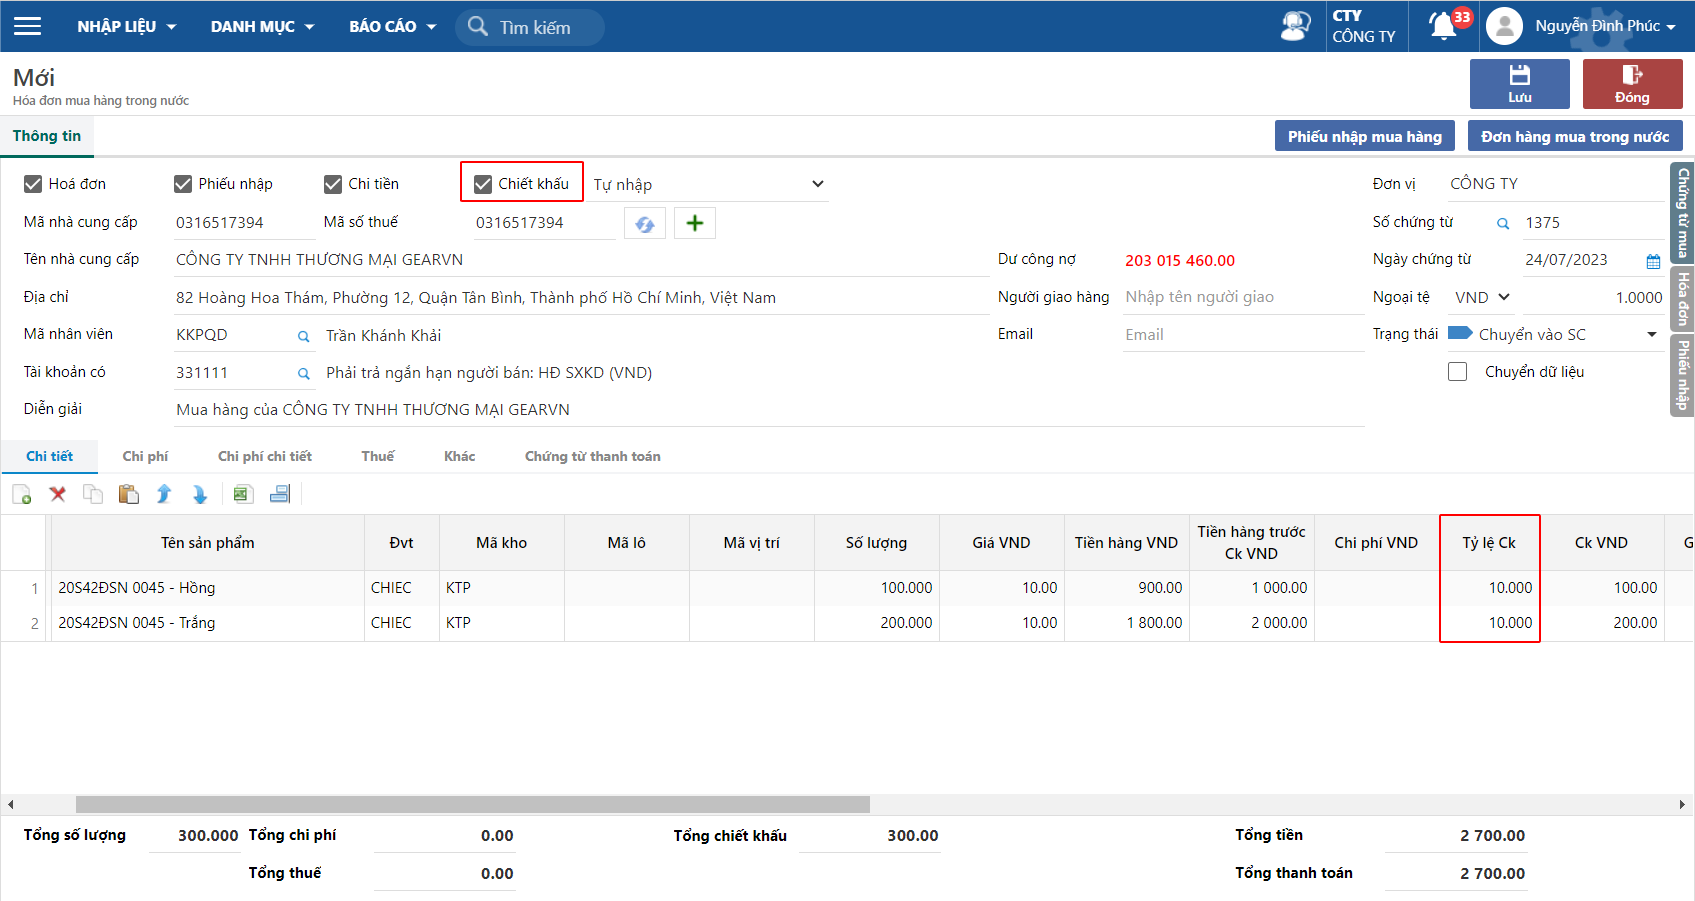 NHẬP LIỆU DANH MỤC BÁO CÁO Tìm kiếm CTY 33 Nguyễn Đình Phúc
CÔNG TY
Mới
Hóa đơn mua hàng trong nước
Lưu Đóng
Thông tin Phiếu nhập mua hàng Đơn hàng mua trong nước
Hoá đơn Phiếu nhập Chi tiền Chiết khấu Tự nhập Đơn vị CÔNG TY
Mã nhà cung cấp 0316517394 Mã số thuế 0316517394 Số chứng từ 1375
Tên nhà cung cấp CÔNG TY TNHH THƯƠNG MẠI GEARVN Dư công nợ 203 015 460.00 Ngày chứng từ 24/07/2023
Địa chỉ 82 Hoàng Hoa Thám, Phường 12, Quận Tân Bình, Thành phố Hồ Chí Minh, Việt Nam Người giao hàng Nhập tên người giao Ngoại tệ VND 1.0000
Mã nhân viên KKPQD Trần Khánh Khải Email Email Trạng thái Chuyển vào SC
Tài khoản có 331111 Phải trả ngắn hạn người bán: HĐ SXKD (VND) Chuyển dữ liệu
Diễn giải Mua hàng của CÔNG TY TNHH THƯƠNG MẠI GEARVN
Chứng từ mua
Hóa đơn
Phiếu nhập
Chi tiết Chi phí Chi phí chi tiết Thuế Khác Chứng từ thanh toán
Tên sản phẩm Đvt Mã kho Mã lô Mã vị trí Số lượng Giá VND Tiền hàng VND Tiền hàng trước Ck VND Chi phí VND Tỷ lệ Ck Ck VND G
1 20S42ĐSN 0045 - Hồng CHIEC KTP 100.000 10.00 900.00 1 000.00 10.000 100.00
2 20S42ĐSN 0045 - Trắng CHIEC KTP 200.000 10.00 1 800.00 2 000.00 10.000 200.00
Tổng số lượng 300.000 Tổng chi phí 0.00 Tổng chiết khấu 300.00 Tổng tiền 2 700.00
Tổng thuế 0.00 Tổng thanh toán 2 700.00